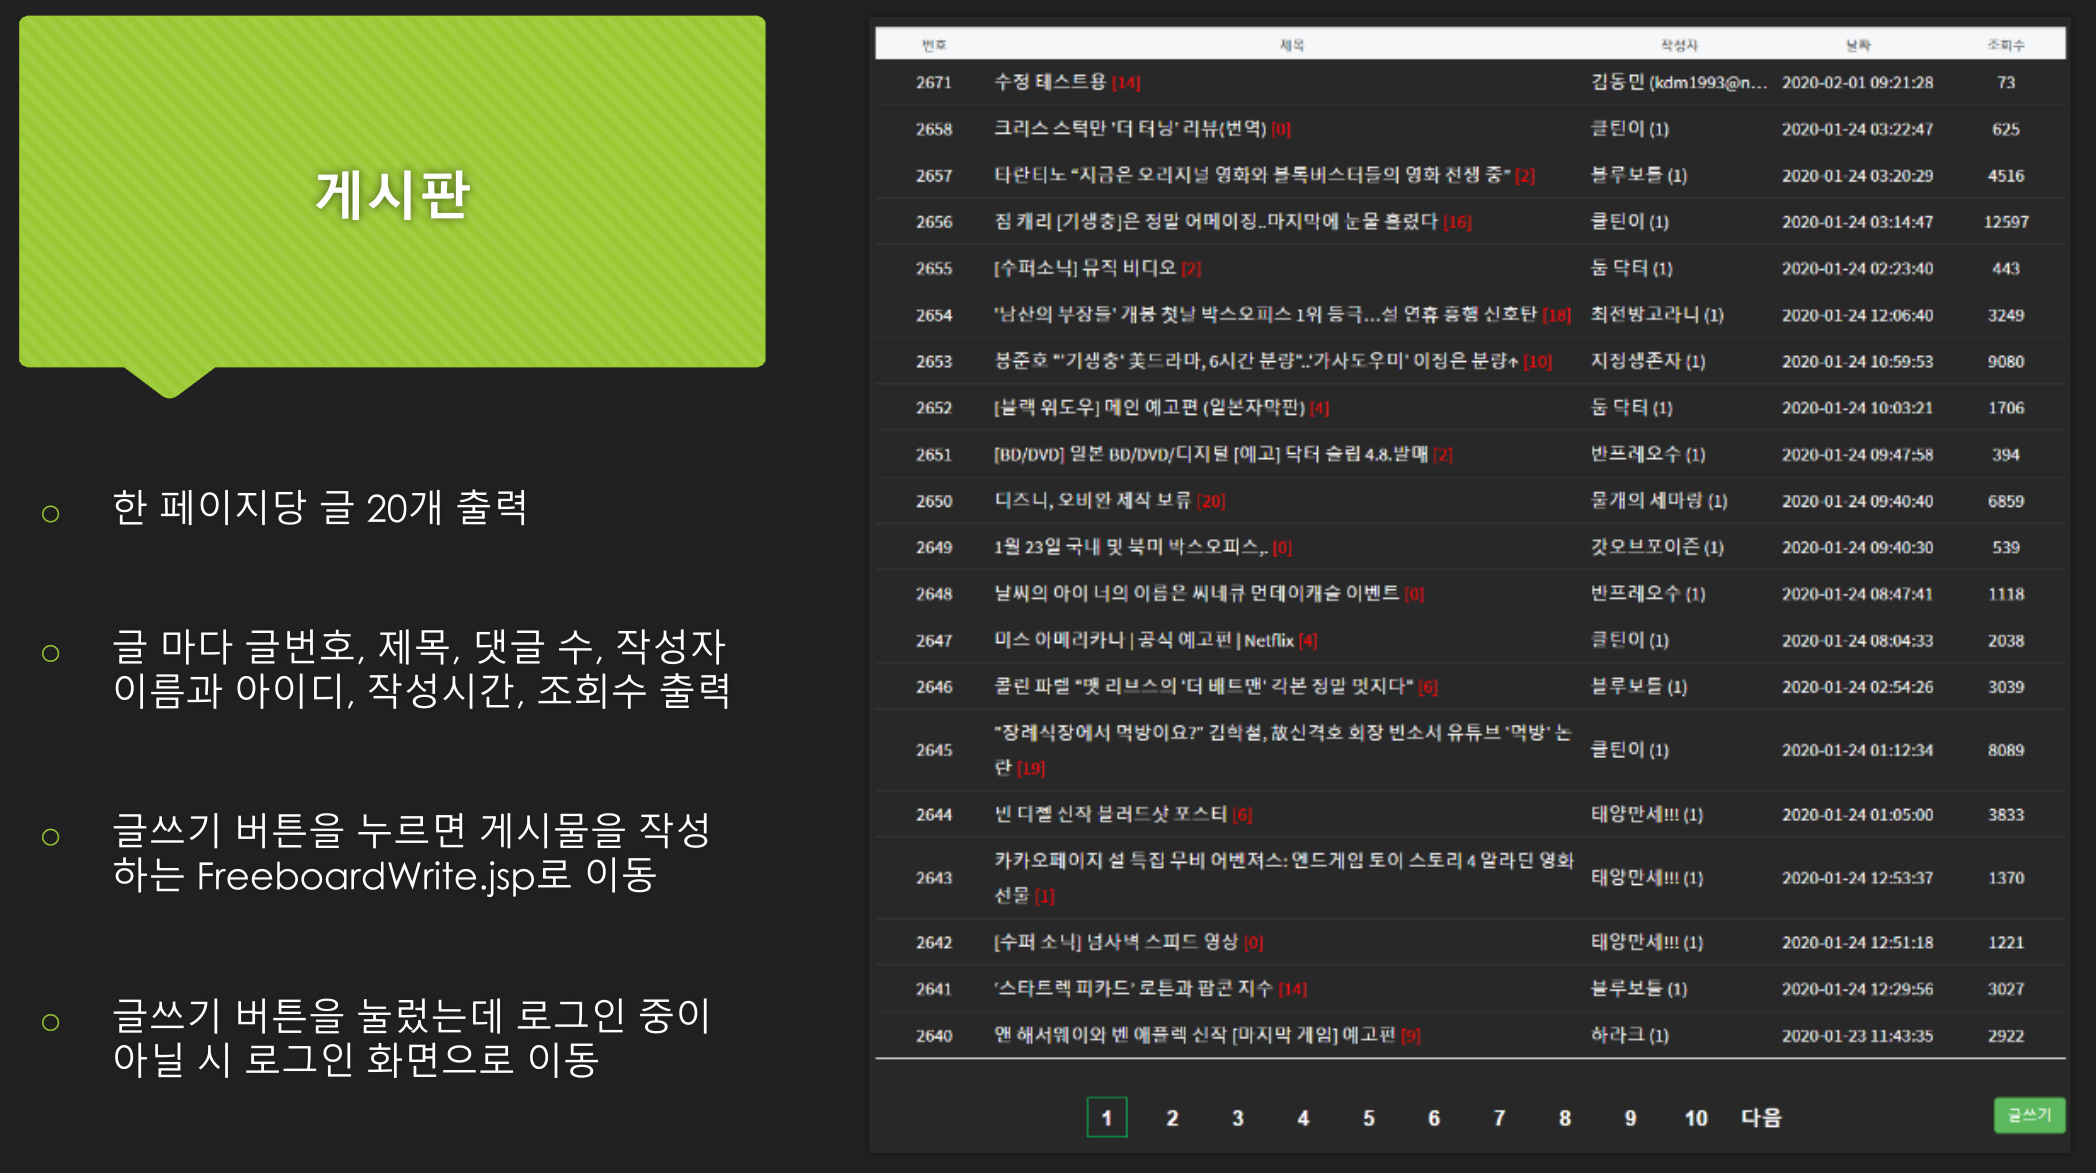 게시판
한 페이지당 글 20개 출력
글 마다 글번호, 제목, 댓글 수, 작성자
이름과 아이디, 작성시간, 조회수 출력
글쓰기 버튼을 누르면 게시물을 작성
하는 FreeboardWrite.jsp로 이동
글쓰기 버튼을 눌렀는데 로그인 중이
아닐 시 로그인 화면으로 이동
번호 제목 작성자 날짜 조회수
2671 수정 테스트용 [14] 김동민 (kdm1993@n... 2020-02-01 09:21:28 73
2658 크리스 스턱만 '더 터닝' 리뷰(번역) [0] 클틴이 (1) 2020-01-24 03:22:47 625
2657 타란티노 “지금은 오리지널 영화와 블록버스터들의 영화 전쟁 중” [2] 블루보틀 (1) 2020-01-24 03:20:29 4516
2656 짐 캐리 [기생충]은 정말 어메이징..마지막에 눈물 흘렸다 [16] 클틴이 (1) 2020-01-24 03:14:47 12597
2655 [수퍼소닉] 뮤직 비디오 [2] 둠 닥터 (1) 2020-01-24 02:23:40 443
2654 '남산의 부장들' 개봉 첫날 박스오피스 1위 등극…설 연휴 흥행 신호탄 [18] 최전방고라니 (1) 2020-01-24 12:06:40 3249
2653 봉준호 "'기생충' 美드라마, 6시간 분량"..'가사도우미' 이정은 분량↑ [10] 지정생존자 (1) 2020-01-24 10:59:53 9080
2652 [블랙 위도우] 메인 예고편 (일본자막판) [4] 둠 닥터 (1) 2020-01-24 10:03:21 1706
2651 [BD/DVD] 일본 BD/DVD/디지털 [예고] 닥터 슬립 4.8.발매 [2] 반프레오수 (1) 2020-01-24 09:47:58 394
2650 디즈니, 오비완 제작 보류 [20] 물개의 세마랑 (1) 2020-01-24 09:40:40 6859
2649 1월 23일 국내 및 북미 박스오피스,. [0] 갓오브포이즌 (1) 2020-01-24 09:40:30 539
2648 날씨의 아이 너의 이름은 씨네큐 먼데이캐슬 이벤트 [0] 반프레오수 (1) 2020-01-24 08:47:41 1118
2647 미스 아메리카나 | 공식 예고편 | Netflix [4] 클틴이 (1) 2020-01-24 08:04:33 2038
2646 콜린 파렐 "맷 리브스의 '더 배트맨' 각본 정말 멋지다" [6] 블루보틀 (1) 2020-01-24 02:54:26 3039
"장례식장에서 먹방이요?" 김학철, 故신격호 회장 빈소서 유튜브 '먹방' 논
2645 란 [19] 클틴이 (1) 2020-01-24 01:12:34 8089
2644 빈 디젤 신작 블러드샷 포스터 [6] 태양만세!!! (1) 2020-01-24 01:05:00 3833
카카오페이지 설 특집 무비 어벤져스: 엔드게임 토이 스토리 4 알라딘 영화
2643 선물 [1] 태양만세!!! (1) 2020-01-24 12:53:37 1370
2642 [수퍼 소닉] 넘사벽 스피드 영상 [0] 태양만세!!! (1) 2020-01-24 12:51:18 1221
2641 '스타트렉 피카드' 로튼과 팝콘 지수 [14] 블루보틀 (1) 2020-01-24 12:29:56 3027
2640 앤 해서웨이와 벤 애플렉 신작 [마지막 게임] 예고편 [9] 하라크 (1) 2020-01-23 11:43:35 2922
1 2 3 4 5 6 7 8 9 10 다음 글쓰기